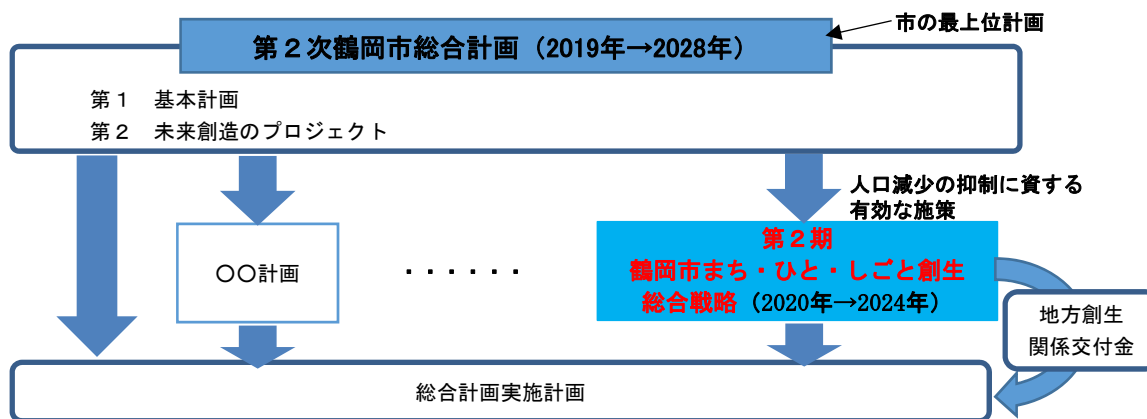 市の最上位計画
第２次鶴岡市総合計画（2019年→2028年）
第１　基本計画
第２　未来創造のプロジェクト
人口減少の抑制に資する
有効な施策
〇〇計画
・・・・・・
第２期
鶴岡市まち・ひと・しごと創生
総合戦略（2020年→2024年）
地方創生
関係交付金
総合計画実施計画